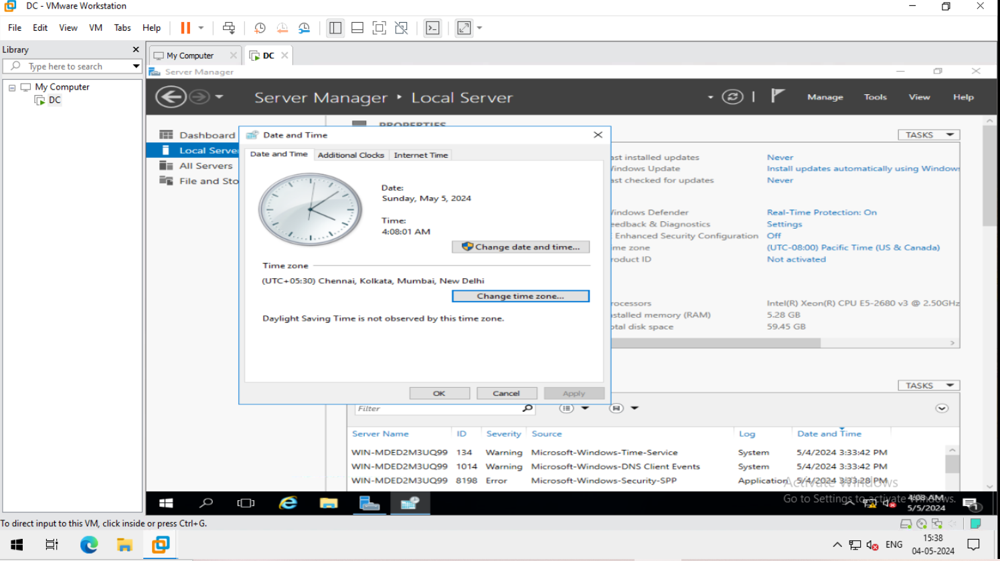 DC - VMware Workstation
File Edit View VM Tabs Help
Library
Type here to search
My Computer
DC
My Computer
DC
Server Manager
Server Manager ‣ Local Server
Manage Tools View Help
Dashboard
Local Server
All Servers
File and Sto
PROPERTIES
TASKS
Date and Time
Date and Time Additional Clocks Internet Time
Date:
Sunday, May 5, 2024
Time:
4:08:01 AM
Change date and time...
Time zone
(UTC+05:30) Chennai, Kolkata, Mumbai, New Delhi
Change time zone...
Daylight Saving Time is not observed by this time zone.
OK Cancel Apply
ast installed updates Never
Windows Update Install updates automatically using Windows
ast checked for updates Never
Windows Defender Real-Time Protection: On
eedback & Diagnostics Settings
Enhanced Security Configuration Off
ime zone (UTC-08:00) Pacific Time (US & Canada)
roduct ID Not activated
rocessors Intel(R) Xeon(R) CPU E5-2680 v3 @ 2.50GHz
nstalled memory (RAM) 5.28 GB
otal disk space 59.45 GB
TASKS
Filter
Server Name ID Severity Source Log Date and Time
WIN-MDED2M3UQ99 134 Warning Microsoft-Windows-Time-Service System 5/4/2024 3:33:42 PM
WIN-MDED2M3UQ99 1014 Warning Microsoft-Windows-DNS Client Events System 5/4/2024 3:33:42 PM
WIN-MDED2M3UQ99 8198 Error Microsoft-Windows-Security-SPP Application 5/4/2024 3:33:28 PM
Activate Windows
Go to Settings to activate Windows.
4:08 AM
5/5/2024
1
To direct input to this VM, click inside or press Ctrl+G.
ENG
15:38
04-05-2024